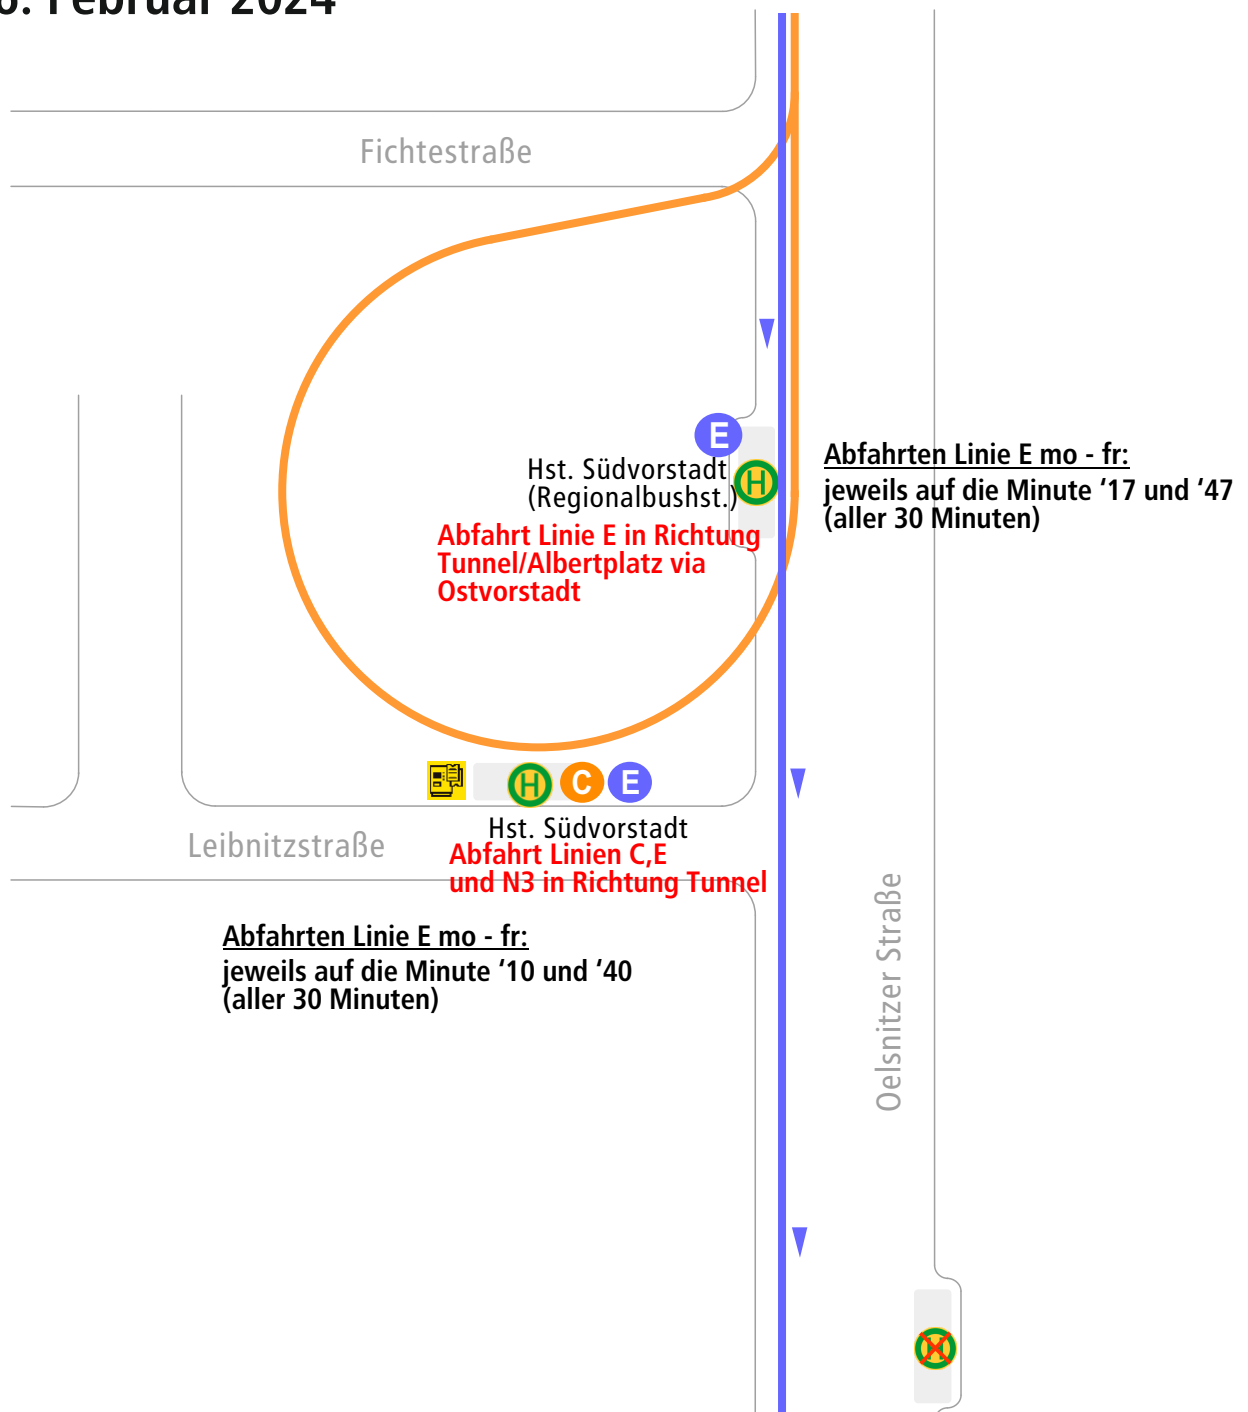 Februar 2024
Fichtestraße
E
Hst. Südvorstadt
(Regionalbushst.)
H
Abfahrt Linie E in Richtung
Tunnel/Albertplatz via
Ostvorstadt
Abfahrten Linie E mo - fr:
jeweils auf die Minute ‘17 und ‘47
(aller 30 Minuten)
H C E
Hst. Südvorstadt
Leibnitzstraße
Abfahrt Linien C,E
und N3 in Richtung Tunnel
Abfahrten Linie E mo - fr:
jeweils auf die Minute ‘10 und ‘40
(aller 30 Minuten)
Oelsnitzer Straße
H